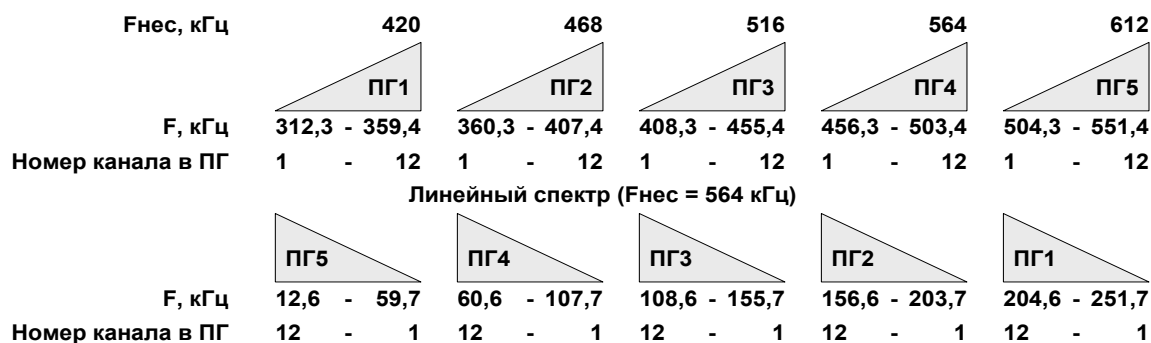 Fнес, кГц 420 468 516 564 612
ПГ1 ПГ2 ПГ3 ПГ4 ПГ5
F, кГц 312,3 - 359,4 360,3 - 407,4 408,3 - 455,4 456,3 - 503,4 504,3 - 551,4
Номер канала в ПГ 1 - 12 1 - 12 1 - 12 1 - 12 1 - 12
Линейный спектр (Fнес = 564 кГц)
ПГ5 ПГ4 ПГ3 ПГ2 ПГ1
F, кГц 12,6 - 59,7 60,6 - 107,7 108,6 - 155,7 156,6 - 203,7 204,6 - 251,7
Номер канала в ПГ 12 - 1 12 - 1 12 - 1 12 - 1 12 - 1